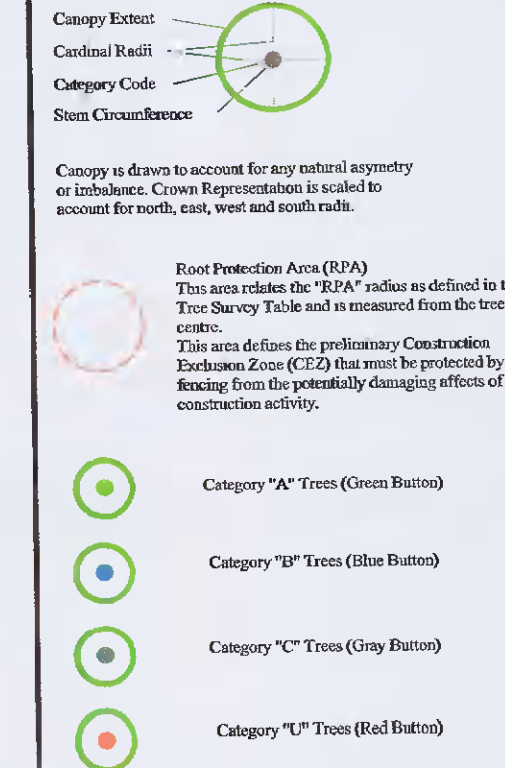 Canopy Extent
Cardinal Radii
Category Code
Stem Circumference
Canopy is drawn to account for any natural asymetry
or imbalance. Crown Representation is scaled to
account for north, east, west and south radii.
Root Protection Area (RPA)
This area relates the "RPA" radius as defined in t
Tree Survey Table and is measured from the tree
centre.
This area defines the preliminary Construction
Exclusion Zone (CEZ) that must be protected by
fencing from the potentially damaging affects of
construction activity.
Category "A" Trees (Green Button)
Category "B" Trees (Blue Button)
Category "C" Trees (Gray Button)
Category "U" Trees (Red Button)